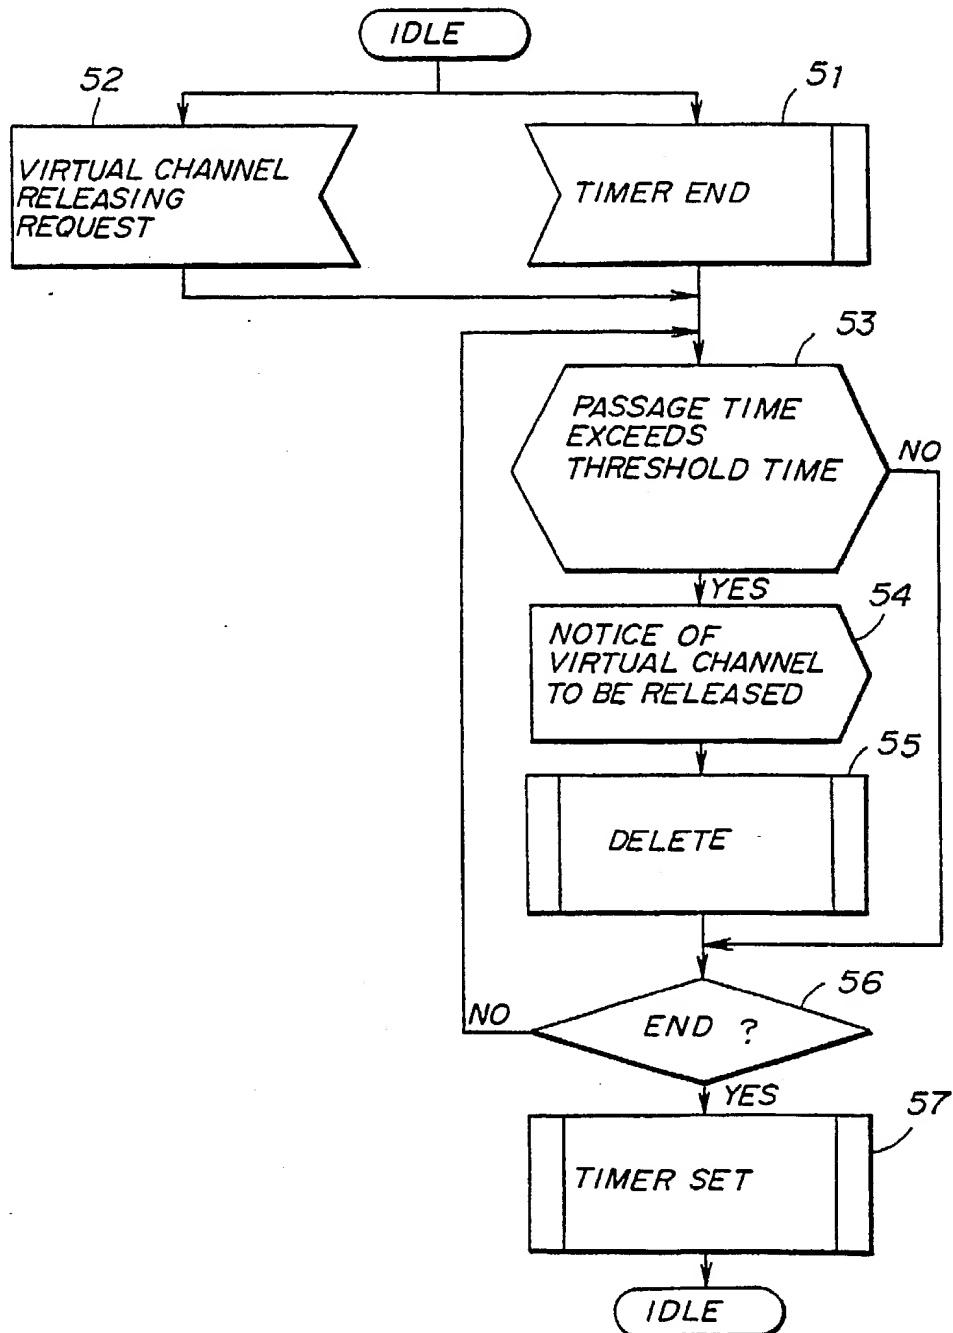 IDLE
52
51
VIRTUAL CHANNEL
RELEASING
REQUEST
TIMER END
53
PASSAGE TIME
EXCEEDS
THRESHOLD TIME
NO
YES
54
NOTICE OF
VIRTUAL CHANNEL
TO BE RELEASED
55
DELETE
56
NO
END ?
YES
57
TIMER SET
IDLE